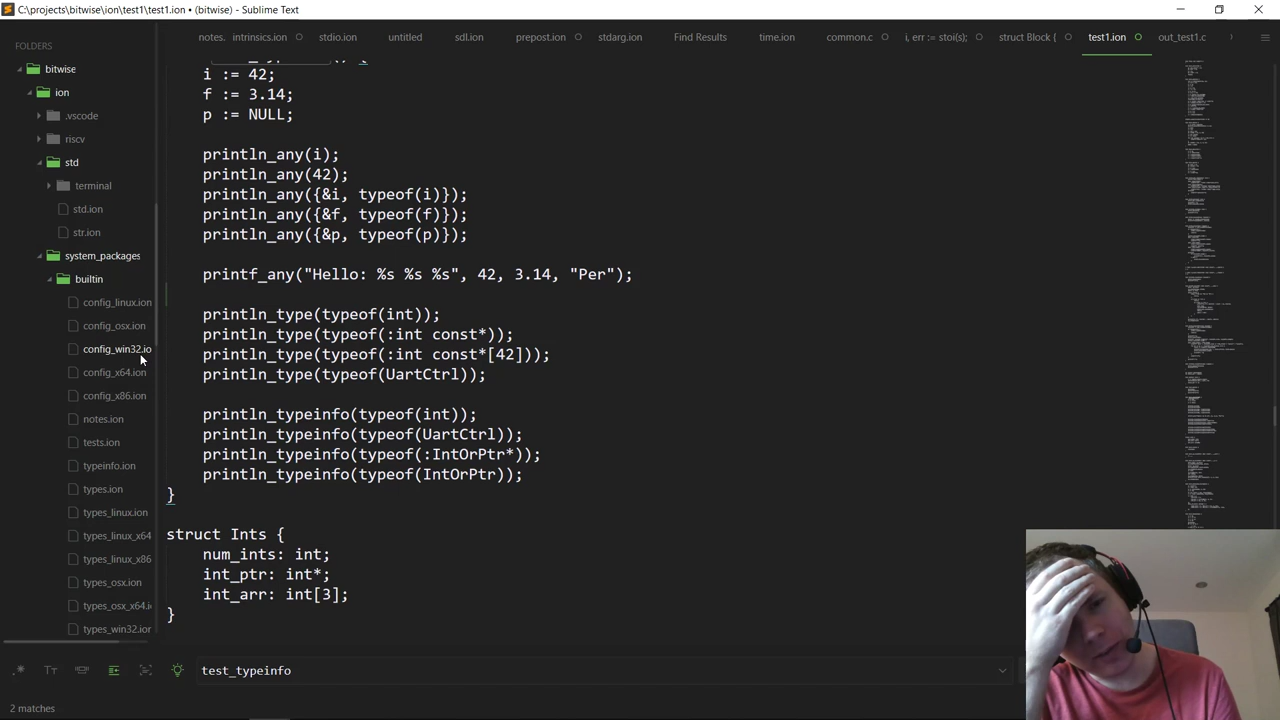 C:\projects\bitwise\ion\test1\test1.ion • (bitwise) - Sublime Text
FOLDERS
bitwise
ion
.vscode
riscv
std
terminal
std.ion
str.ion
system_packages
builtin
config_linux.ion
config_osx.ion
config_win32.io
config_x64.ion
config_x86.ion
notes.ion
tests.ion
typeinfo.ion
types.ion
types_linux.ion
types_linux_x64
types_linux_x86
types_osx.ion
types_osx_x64.i
types_win32.ion
notes. intrinsics.ion stdio.ion untitled sdl.ion prepost.ion stdarg.ion Find Results time.ion common.c i, err := stoi(s); struct Block { test1.ion out_test1.c
i := 42;
f := 3.14;
p := NULL;
println_any(i);
println_any(42);
println_any({&i, typeof(i)});
println_any({&f, typeof(f)});
println_any({&p, typeof(p)});
printf_any("Hello: %s %s %s", 42, 3.14, "Per");
println_type(typeof(int));
println_type(typeof(:int const*));
println_type(typeof(:int const*[42]));
println_type(typeof(UartCtrl));
println_typeinfo(typeof(int));
println_typeinfo(typeof(UartCtrl));
println_typeinfo(typeof(:IntOrPtr*));
println_typeinfo(typeof(IntOrPtr));
}
struct Ints {
num_ints: int;
int_ptr: int*;
int_arr: int[3];
}
test_typeinfo
2 matches